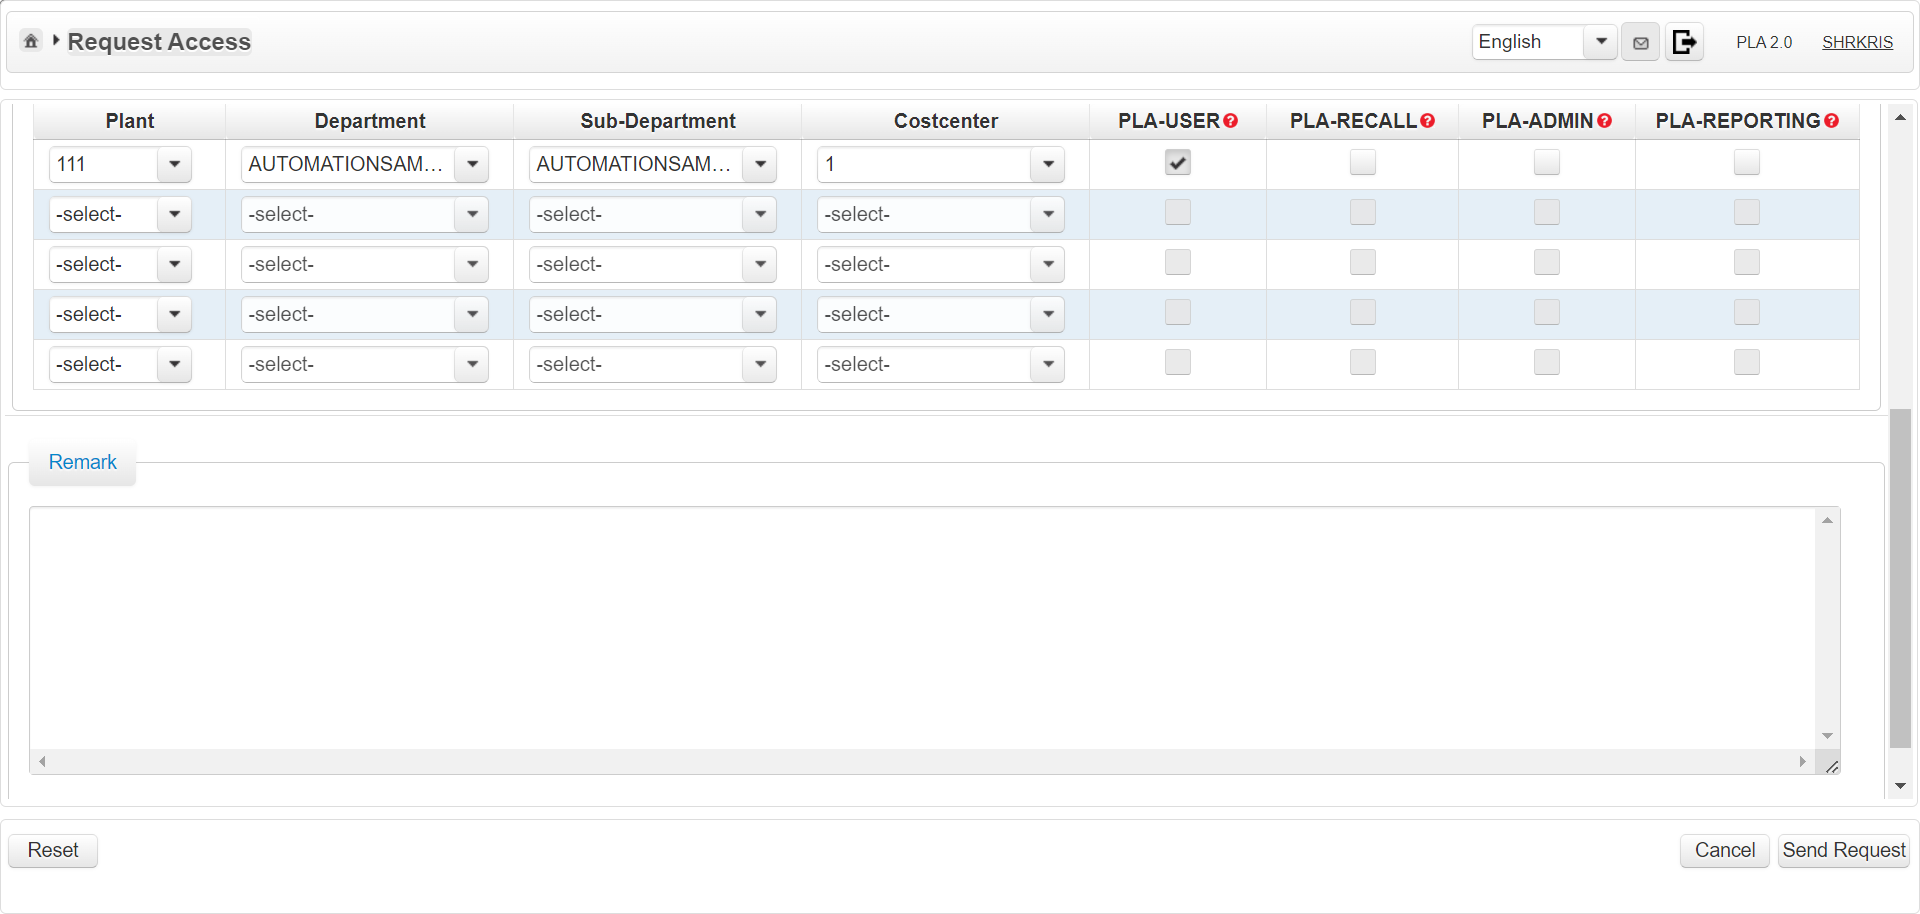 Request Access English PLA 2.0 SHRKRIS
Plant Department Sub-Department Costcenter PLA-USER? PLA-RECALL? PLA-ADMIN? PLA-REPORTING?
111 AUTOMATIONSAM... AUTOMATIONSAM... 1
-select- -select- -select- -select-
-select- -select- -select- -select-
-select- -select- -select- -select-
-select- -select- -select- -select-
Remark
Reset Cancel Send Request